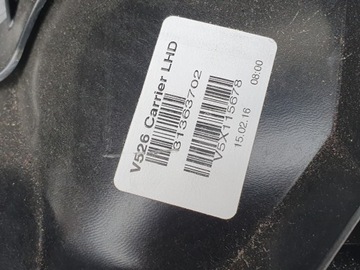 V526 Carrier LHD
31363702
V5X115678
15.02.16 08:00